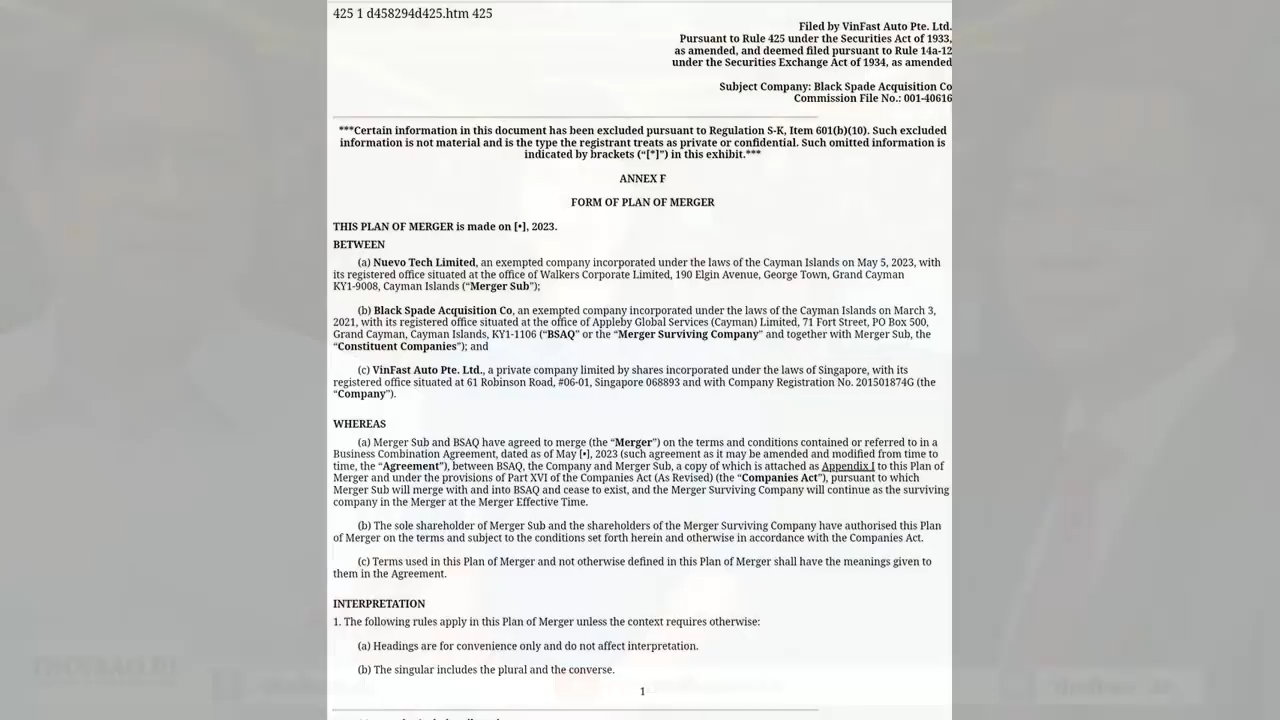 425 1 d458294d425.htm 425
Filed by VinFast Auto Pte. Ltd.
Pursuant to Rule 425 under the Securities Act of 1933,
as amended, and deemed filed pursuant to Rule 14a-12
under the Securities Exchange Act of 1934, as amended
Subject Company: Black Spade Acquisition Co
Commission File No.: 001-40616
***Certain information in this document has been excluded pursuant to Regulation S-K, Item 601(b)(10). Such excluded
information is not material and is the type the registrant treats as private or confidential. Such omitted information is
indicated by brackets (“[*]”) in this exhibit.***
ANNEX F
FORM OF PLAN OF MERGER
THIS PLAN OF MERGER is made on [•], 2023.
BETWEEN
(a) Nuevo Tech Limited, an exempted company incorporated under the laws of the Cayman Islands on May 5, 2023, with
its registered office situated at the office of Walkers Corporate Limited, 190 Elgin Avenue, George Town, Grand Cayman
KY1-9008, Cayman Islands (“Merger Sub”);
(b) Black Spade Acquisition Co, an exempted company incorporated under the laws of the Cayman Islands on March 3,
2021, with its registered office situated at the office of Appleby Global Services (Cayman) Limited, 71 Fort Street, PO Box 500,
Grand Cayman, Cayman Islands, KY1-1106 (“BSAQ” or the “Merger Surviving Company” and together with Merger Sub, the
“Constituent Companies”); and
(c) VinFast Auto Pte. Ltd., a private company limited by shares incorporated under the laws of Singapore, with its
registered office situated at 61 Robinson Road, #06-01, Singapore 068893 and with Company Registration No. 201501874G (the
“Company”).
WHEREAS
(a) Merger Sub and BSAQ have agreed to merge (the “Merger”) on the terms and conditions contained or referred to in a
Business Combination Agreement, dated as of May [•], 2023 (such agreement as it may be amended and modified from time to
time, the “Agreement”), between BSAQ, the Company and Merger Sub, a copy of which is attached as Appendix I to this Plan of
Merger and under the provisions of Part XVI of the Companies Act (As Revised) (the “Companies Act”), pursuant to which
Merger Sub will merge with and into BSAQ and cease to exist, and the Merger Surviving Company will continue as the surviving
company in the Merger at the Merger Effective Time.
(b) The sole shareholder of Merger Sub and the shareholders of the Merger Surviving Company have authorised this Plan
of Merger on the terms and subject to the conditions set forth herein and otherwise in accordance with the Companies Act.
(c) Terms used in this Plan of Merger and not otherwise defined in this Plan of Merger shall have the meanings given to
them in the Agreement.
INTERPRETATION
1. The following rules apply in this Plan of Merger unless the context requires otherwise:
(a) Headings are for convenience only and do not affect interpretation.
(b) The singular includes the plural and the converse.
1